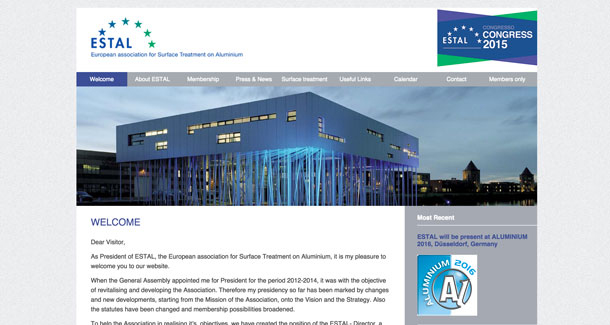 ESTAL
European association for Surface Treatment on Aluminium
ESTAL
CONGRESSO
CONGRESS
2015
Welcome About ESTAL Membership Press & News Surface treatment Useful Links Calendar Contact Members only
WELCOME
Dear Visitor,
As President of ESTAL, the European association for Surface Treatment on Aluminium, it is my pleasure to
welcome you to our website.
When the General Assembly appointed me for President for the period 2012-2014, it was with the objective
of revitalising and developing the Association. Therefore my presidency so far has been marked by changes
and new developments, starting from the Mission of the Association, onto the Vision and the Strategy. Also
the statutes have been changed and membership possibilities broadened.
To help the Association in realising it's objectives, we have created the position of the ESTAL- Director, a
Most Recent
ESTAL will be present at ALUMINIUM
2016, Düsseldorf, Germany
ALUMINIUM 2016